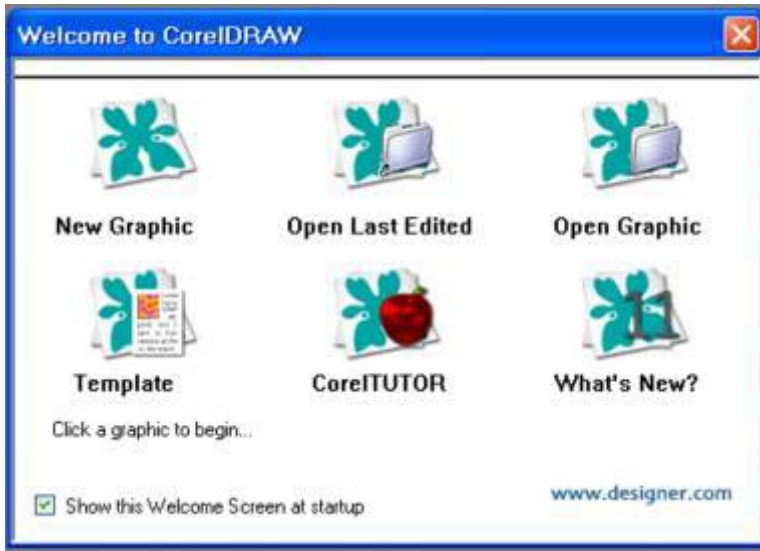 Welcome to CorelDRAW
New Graphic
Open Last Edited
Open Graphic
11
Template
CorelTUTOR
What's New?
Click a graphic to begin...
Show this Welcome Screen at startup
www.designer.com